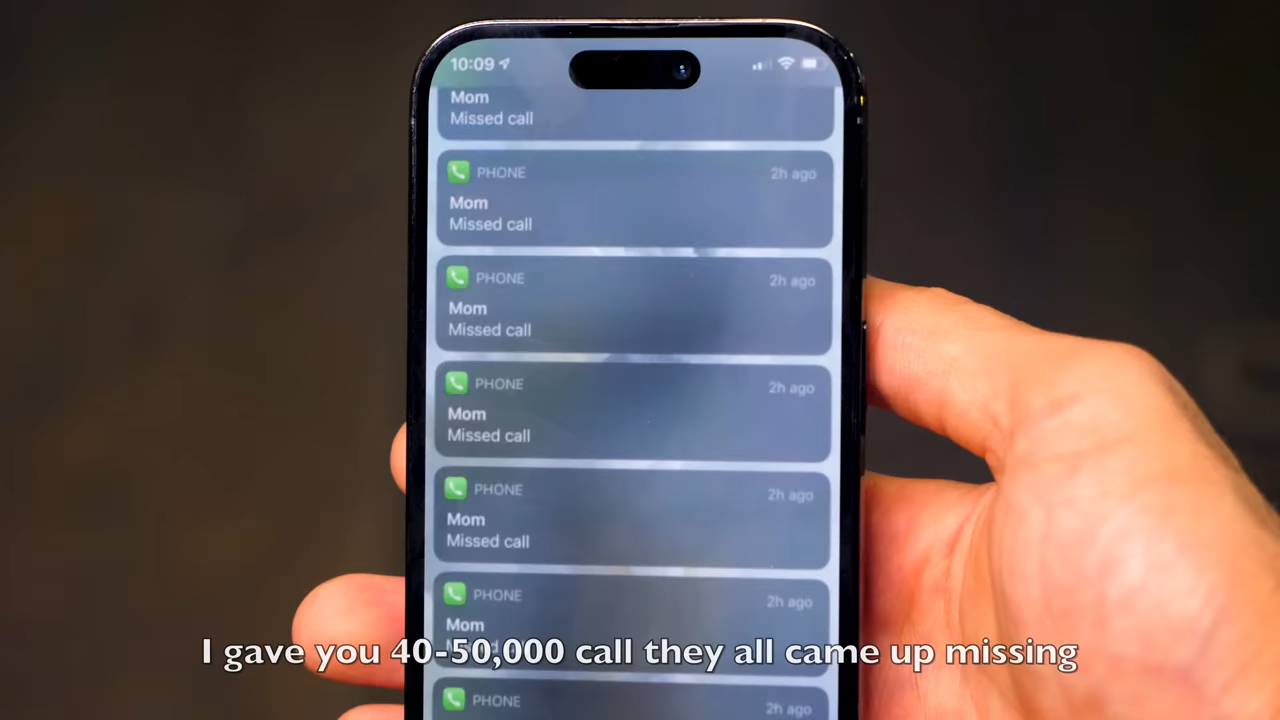 10:09
Mom
Missed call
PHONE 2h ago
Mom
Missed call
PHONE 2h ago
Mom
Missed call
PHONE 2h ago
Mom
Missed call
PHONE 2h ago
Mom
Missed call
PHONE 2h ago
Mom
I gave you 40-50,000 call they all came up missing
PHONE 2h ago